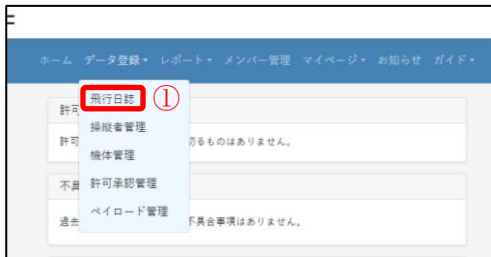 ホーム データ登録 レポート メンバー管理 マイページ お知らせ ガイド
飛行日誌 ①
許可
操縦者管理
許可 切るものはありません。
機体管理
不具
許可承認管理
ペイロード管理
過去 不具合事項はありません。